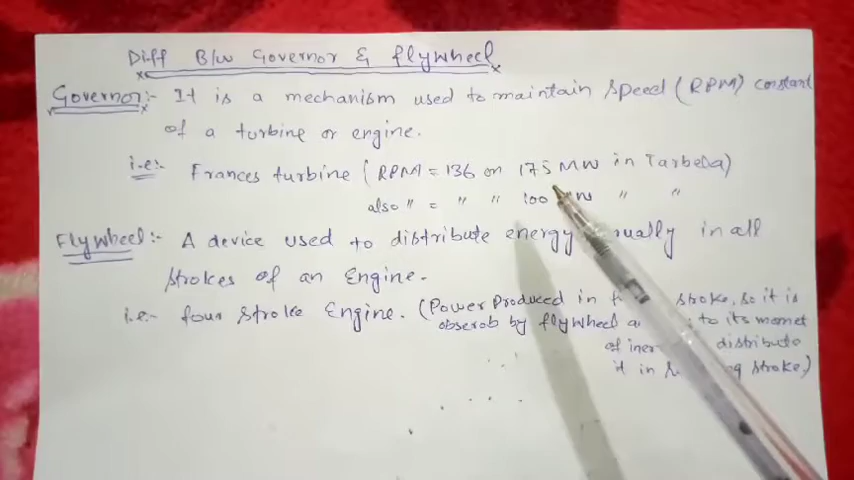 Diff B/w Governor & flywheel
Governor:- It is a mechanism used to maintain Speed (RPM) constant
of a turbine or engine.
i.e:- Frances turbine (RPM = 136 on 175 MW in Tarbela)
also " = " " 100 " "
Flywheel:- A device used to distribute energy in all
strokes of an Engine.
i.e:- four stroke Engine. (Power Produced in stroke, so it is
obserob by flywheel to its momet
of distribute
it in stroke)